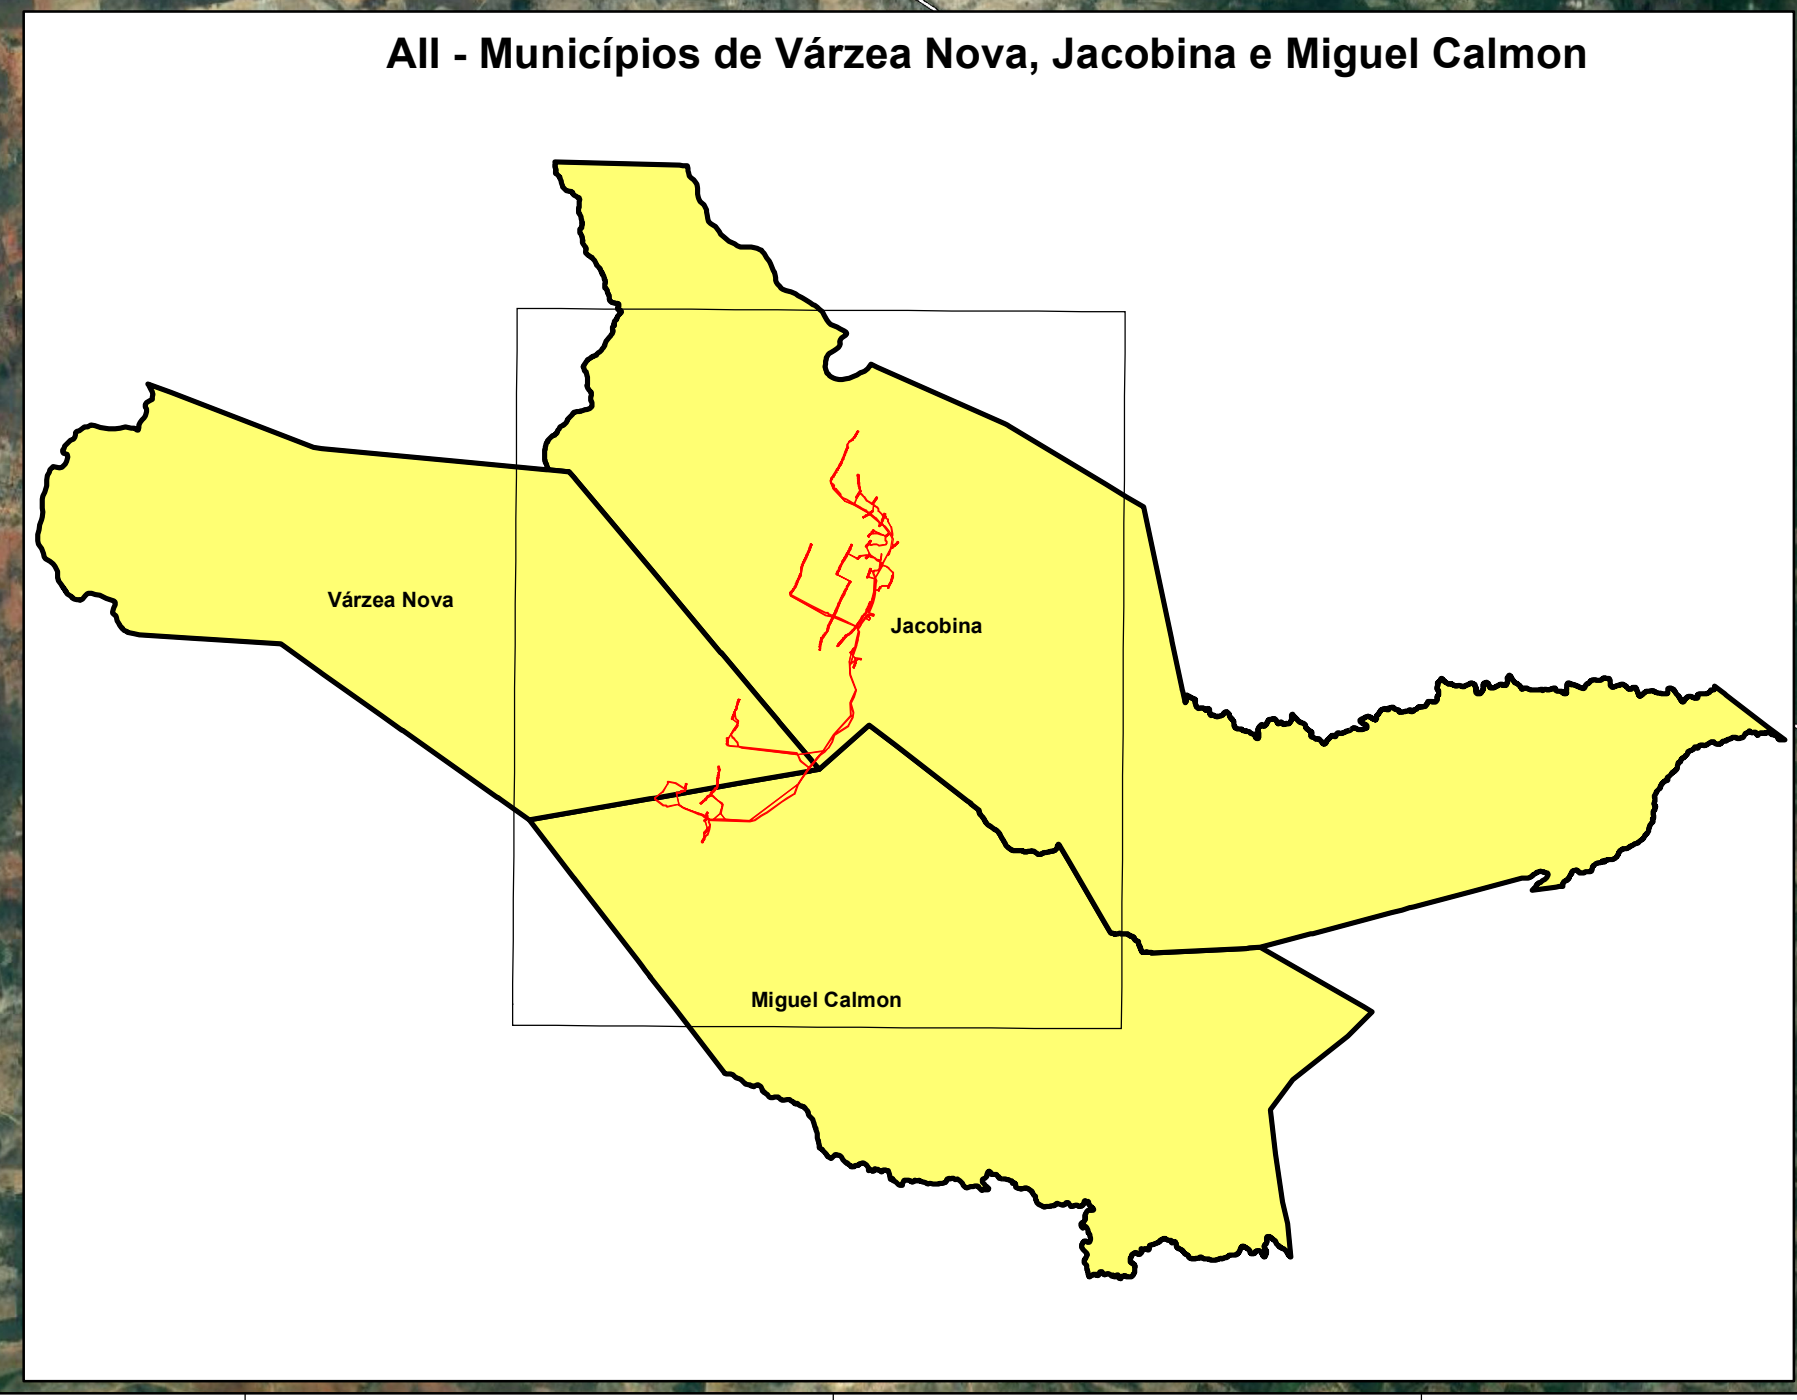 AII - Municípios de Várzea Nova, Jacobina e Miguel Calmon
Várzea Nova
Jacobina
Miguel Calmon